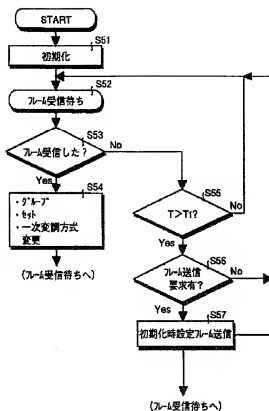 START
S51
初期化
S52
フレーム受信待ち
S53
フレーム受信した?
No
Yes
S54
・グループ
・セット
・一次変調方式
変更
(フレーム受信待ちへ)
S55
T>T1?
No
Yes
S56
フレーム送信
要求有?
No
Yes
S57
初期化時設定フレーム送信
(フレーム受信待ちへ)